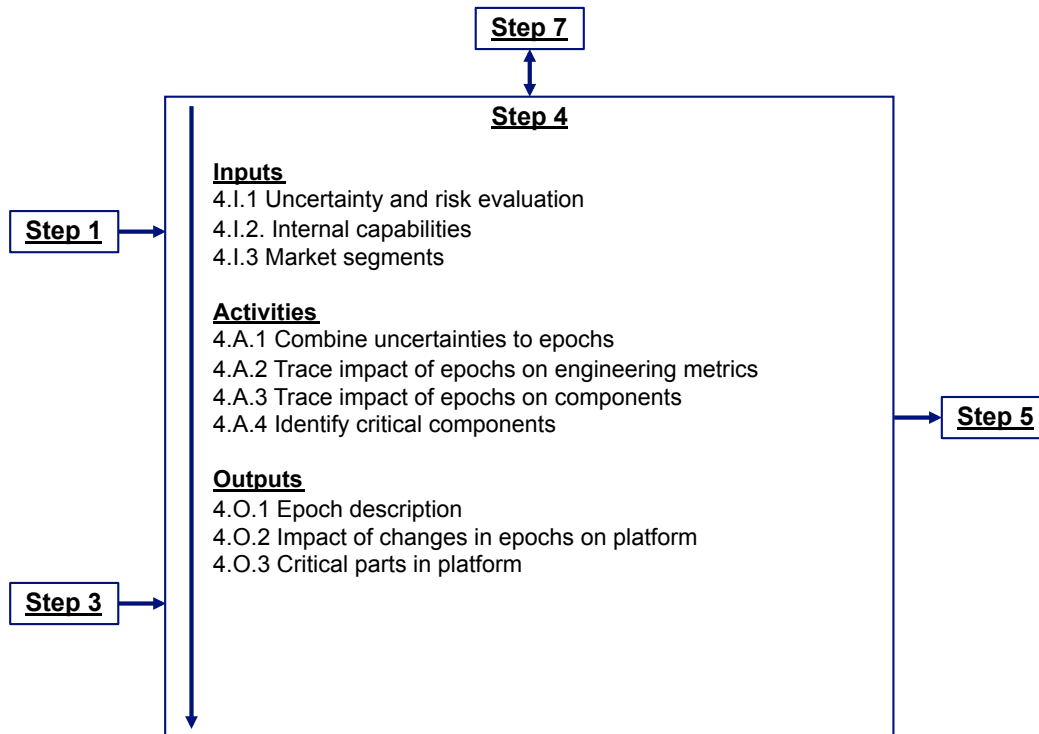 Step 7
Step 4
Inputs
4.I.1 Uncertainty and risk evaluation
4.I.2. Internal capabilities
4.I.3 Market segments
Step 1
Activities
4.A.1 Combine uncertainties to epochs
4.A.2 Trace impact of epochs on engineering metrics
4.A.3 Trace impact of epochs on components
4.A.4 Identify critical components
Step 5
Outputs
4.O.1 Epoch description
4.O.2 Impact of changes in epochs on platform
4.O.3 Critical parts in platform
Step 3